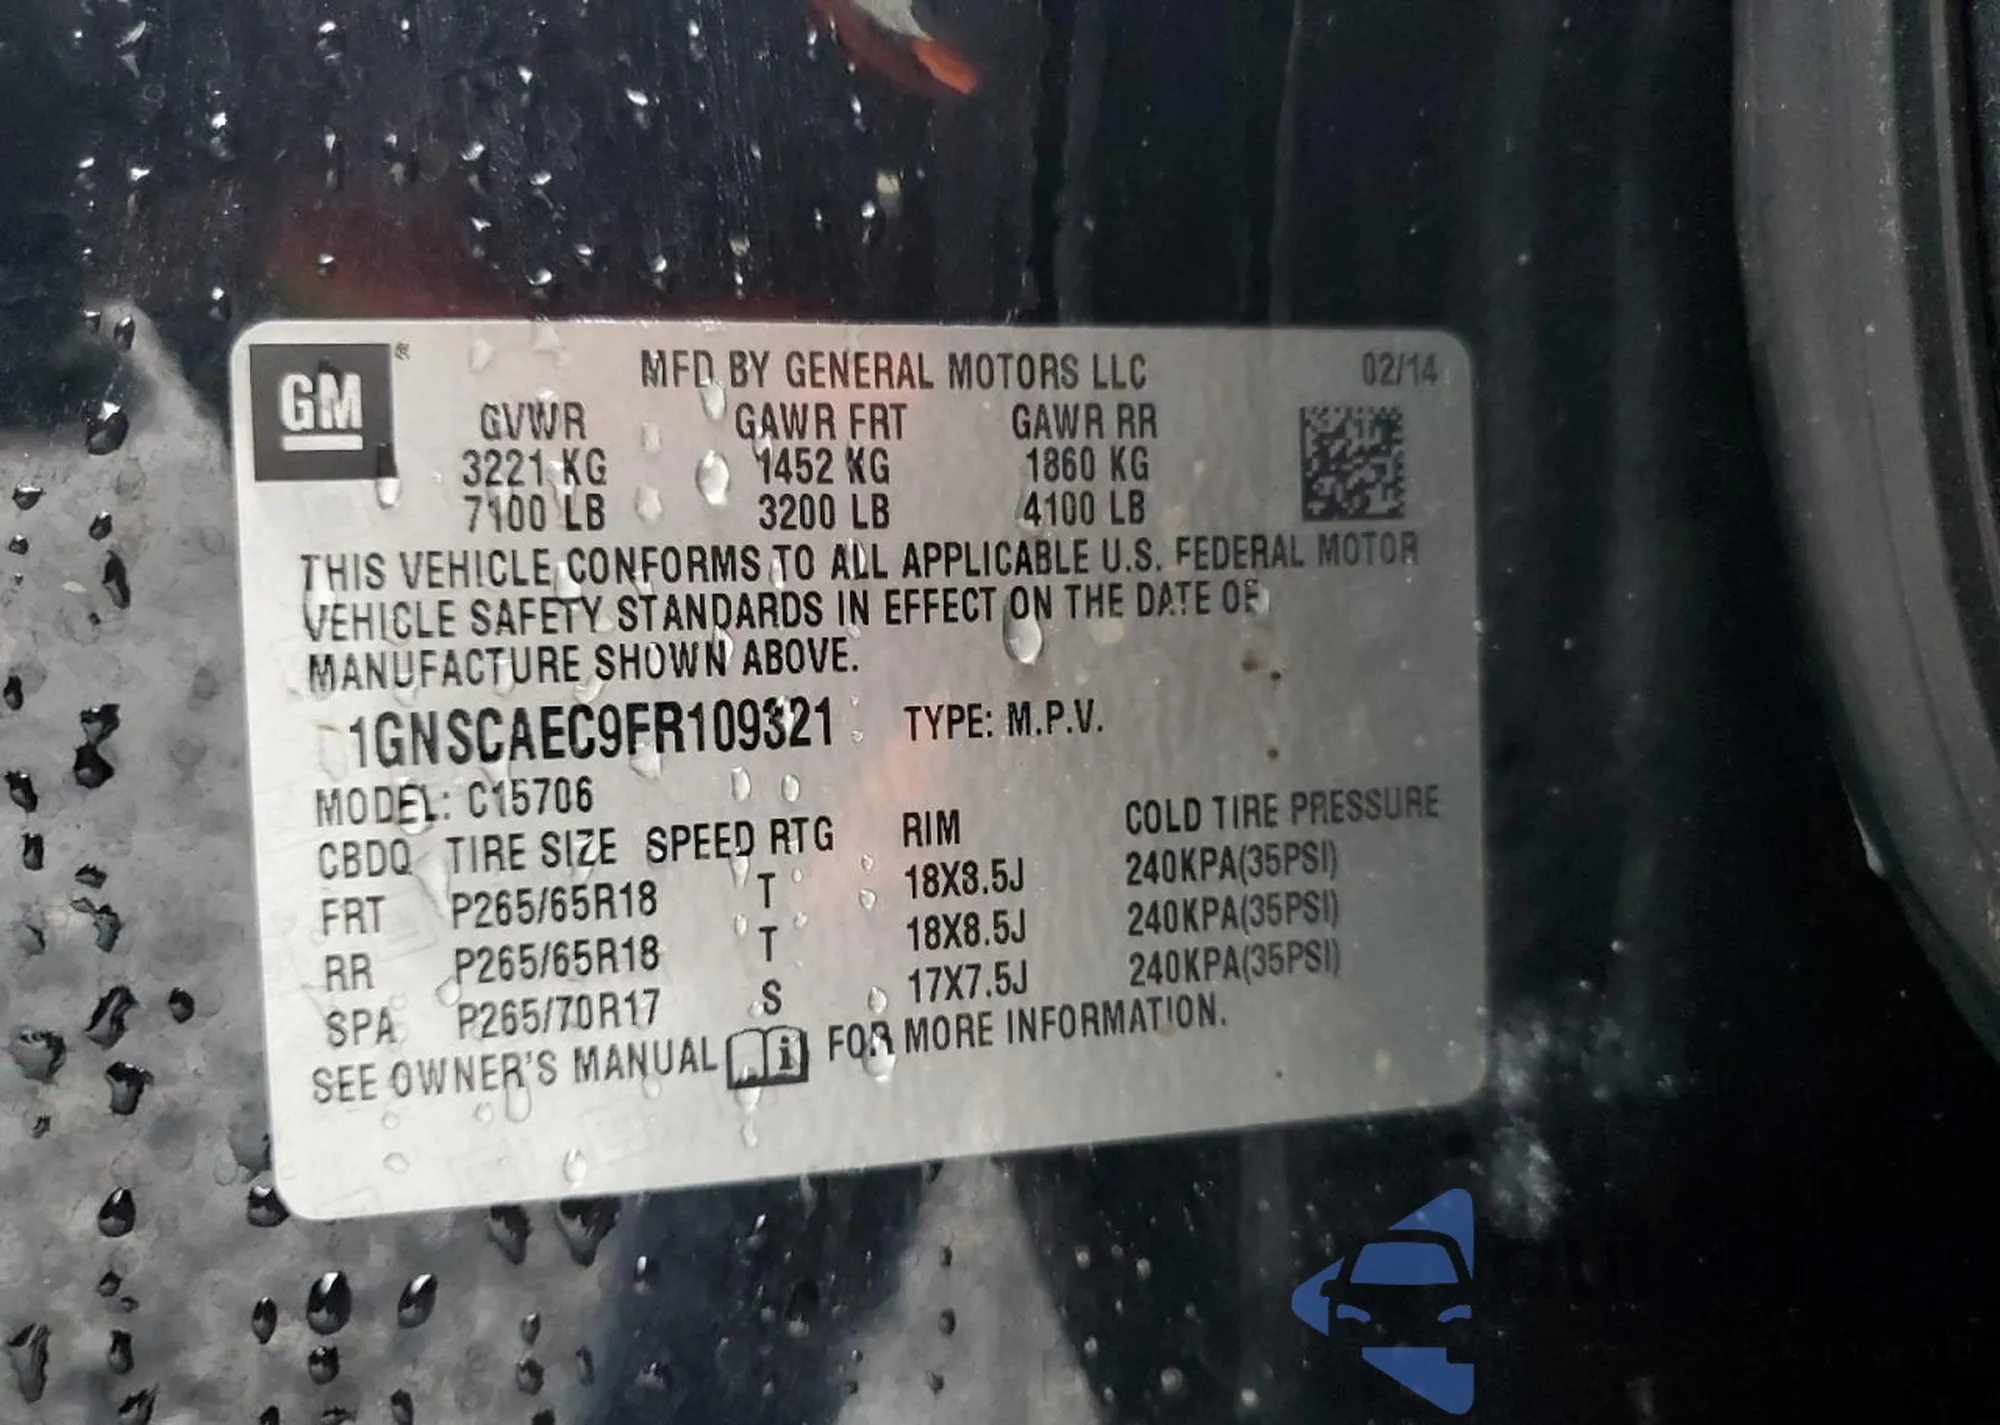 GM ®
MFD BY GENERAL MOTORS LLC 02/14
GVWR GAWR FRT GAWR RR
3221 KG 1452 KG 1860 KG
7100 LB 3200 LB 4100 LB
THIS VEHICLE CONFORMS TO ALL APPLICABLE U.S. FEDERAL MOTOR
VEHICLE SAFETY STANDARDS IN EFFECT ON THE DATE OF
MANUFACTURE SHOWN ABOVE.
1GNSCAEC9FR109321 TYPE: M.P.V.
MODEL: C15706
CBDQ TIRE SIZE SPEED RTG RIM COLD TIRE PRESSURE
FRT P265/65R18 T 18X8.5J 240KPA(35PSI)
RR P265/65R18 T 18X8.5J 240KPA(35PSI)
SPA P265/70R17 S 17X7.5J 240KPA(35PSI)
SEE OWNER'S MANUAL i FOR MORE INFORMATION.